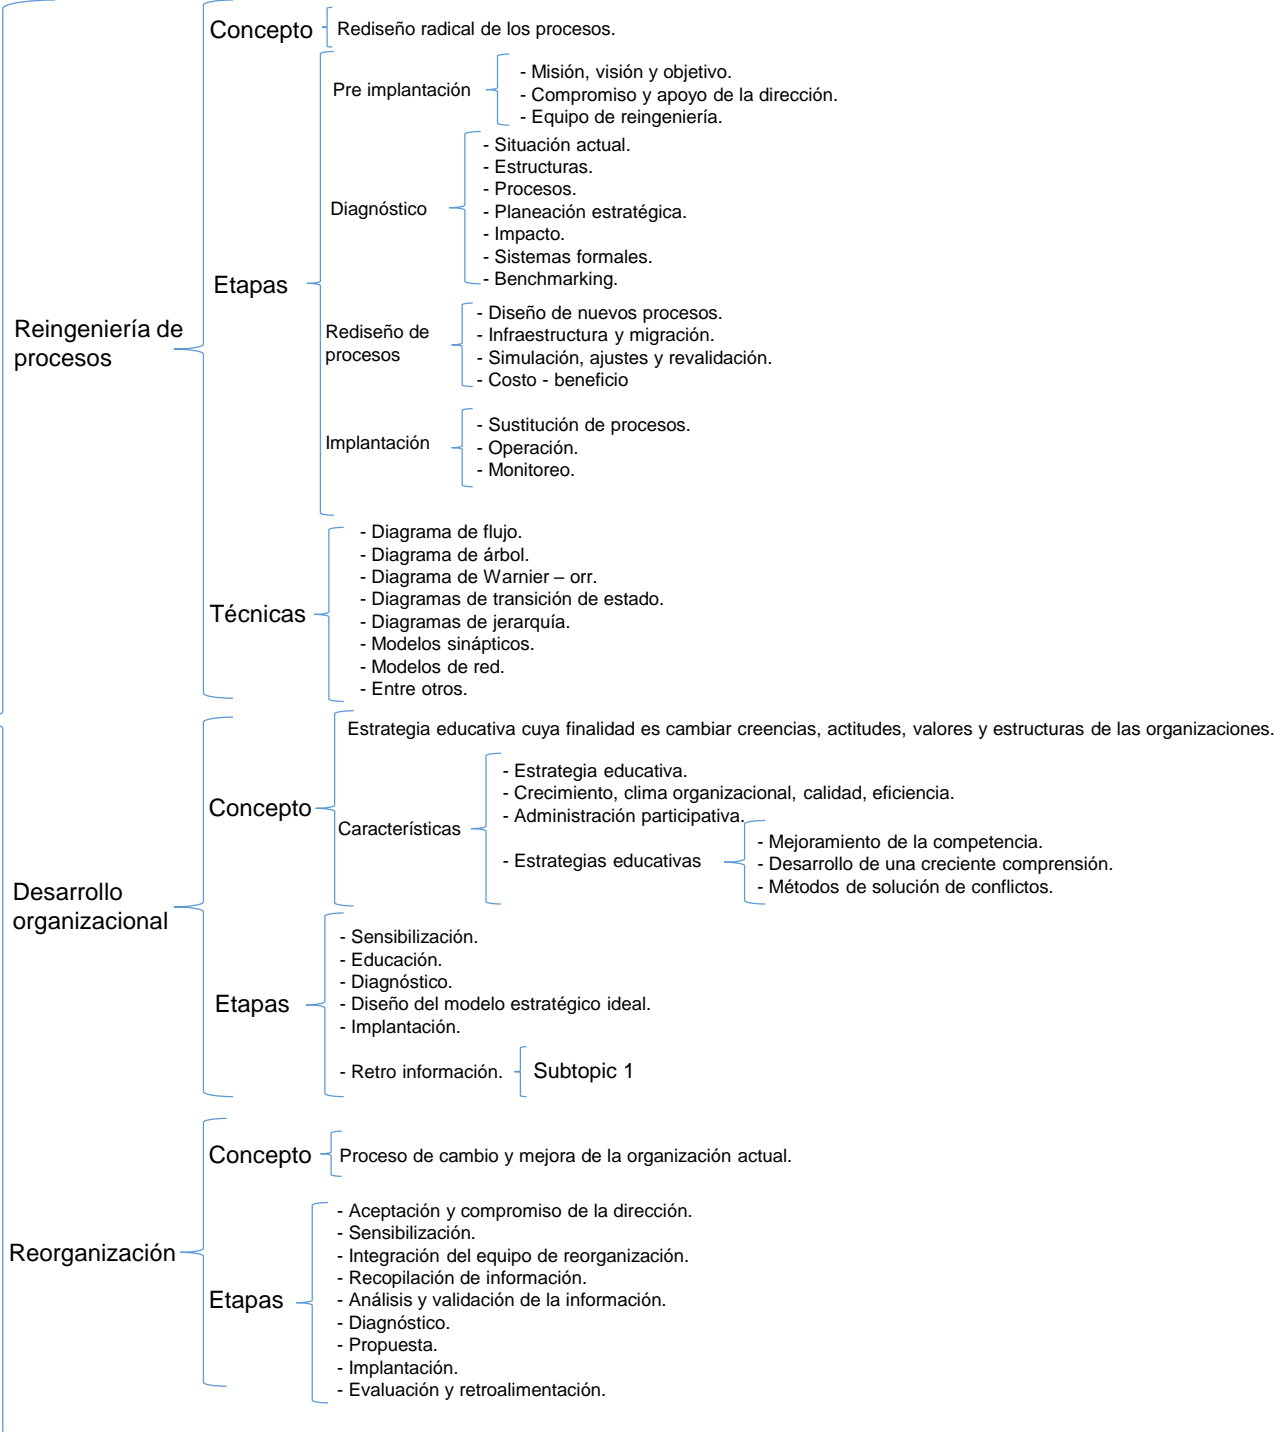 Concepto
Rediseño radical de los procesos.
Pre implantación
- Misión, visión y objetivo.
- Compromiso y apoyo de la dirección.
- Equipo de reingeniería.
Diagnóstico
- Situación actual.
- Estructuras.
- Procesos.
- Planeación estratégica.
- Impacto.
- Sistemas formales.
- Benchmarking.
Etapas
Reingeniería de
procesos
Rediseño de
procesos
- Diseño de nuevos procesos.
- Infraestructura y migración.
- Simulación, ajustes y revalidación.
- Costo - beneficio
Implantación
- Sustitución de procesos.
- Operación.
- Monitoreo.
Técnicas
- Diagrama de flujo.
- Diagrama de árbol.
- Diagrama de Warnier – orr.
- Diagramas de transición de estado.
- Diagramas de jerarquía.
- Modelos sinápticos.
- Modelos de red.
- Entre otros.
Estrategia educativa cuya finalidad es cambiar creencias, actitudes, valores y estructuras de las organizaciones.
Concepto
Características
- Estrategia educativa.
- Crecimiento, clima organizacional, calidad, eficiencia.
- Administración participativa.
- Estrategias educativas
- Mejoramiento de la competencia.
- Desarrollo de una creciente comprensión.
- Métodos de solución de conflictos.
Desarrollo
organizacional
Etapas
- Sensibilización.
- Educación.
- Diagnóstico.
- Diseño del modelo estratégico ideal.
- Implantación.
- Retro información.
Subtopic 1
Concepto
Proceso de cambio y mejora de la organización actual.
Reorganización
Etapas
- Aceptación y compromiso de la dirección.
- Sensibilización.
- Integración del equipo de reorganización.
- Recopilación de información.
- Análisis y validación de la información.
- Diagnóstico.
- Propuesta.
- Implantación.
- Evaluación y retroalimentación.